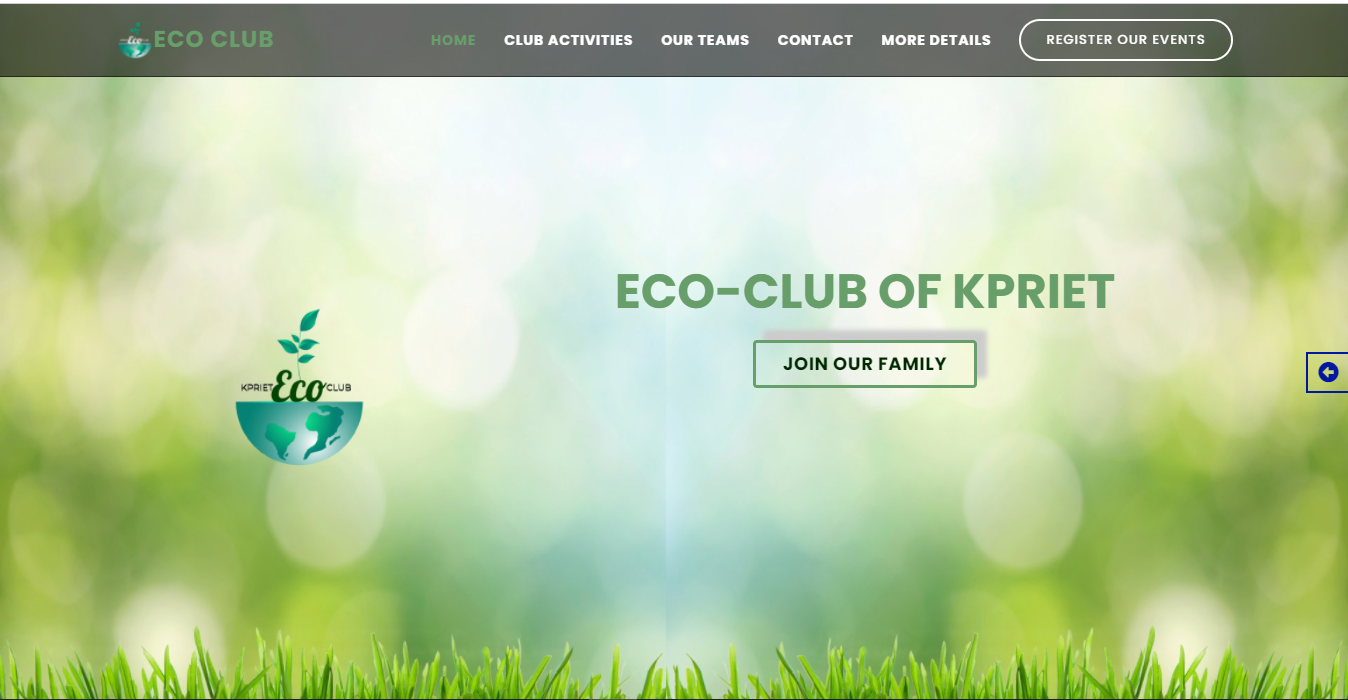 Eco
ECO CLUB
HOME
CLUB ACTIVITIES
OUR TEAMS
CONTACT
MORE DETAILS
REGISTER OUR EVENTS
ECO-CLUB OF KPRIET
JOIN OUR FAMILY
KPRIET Eco CLUB